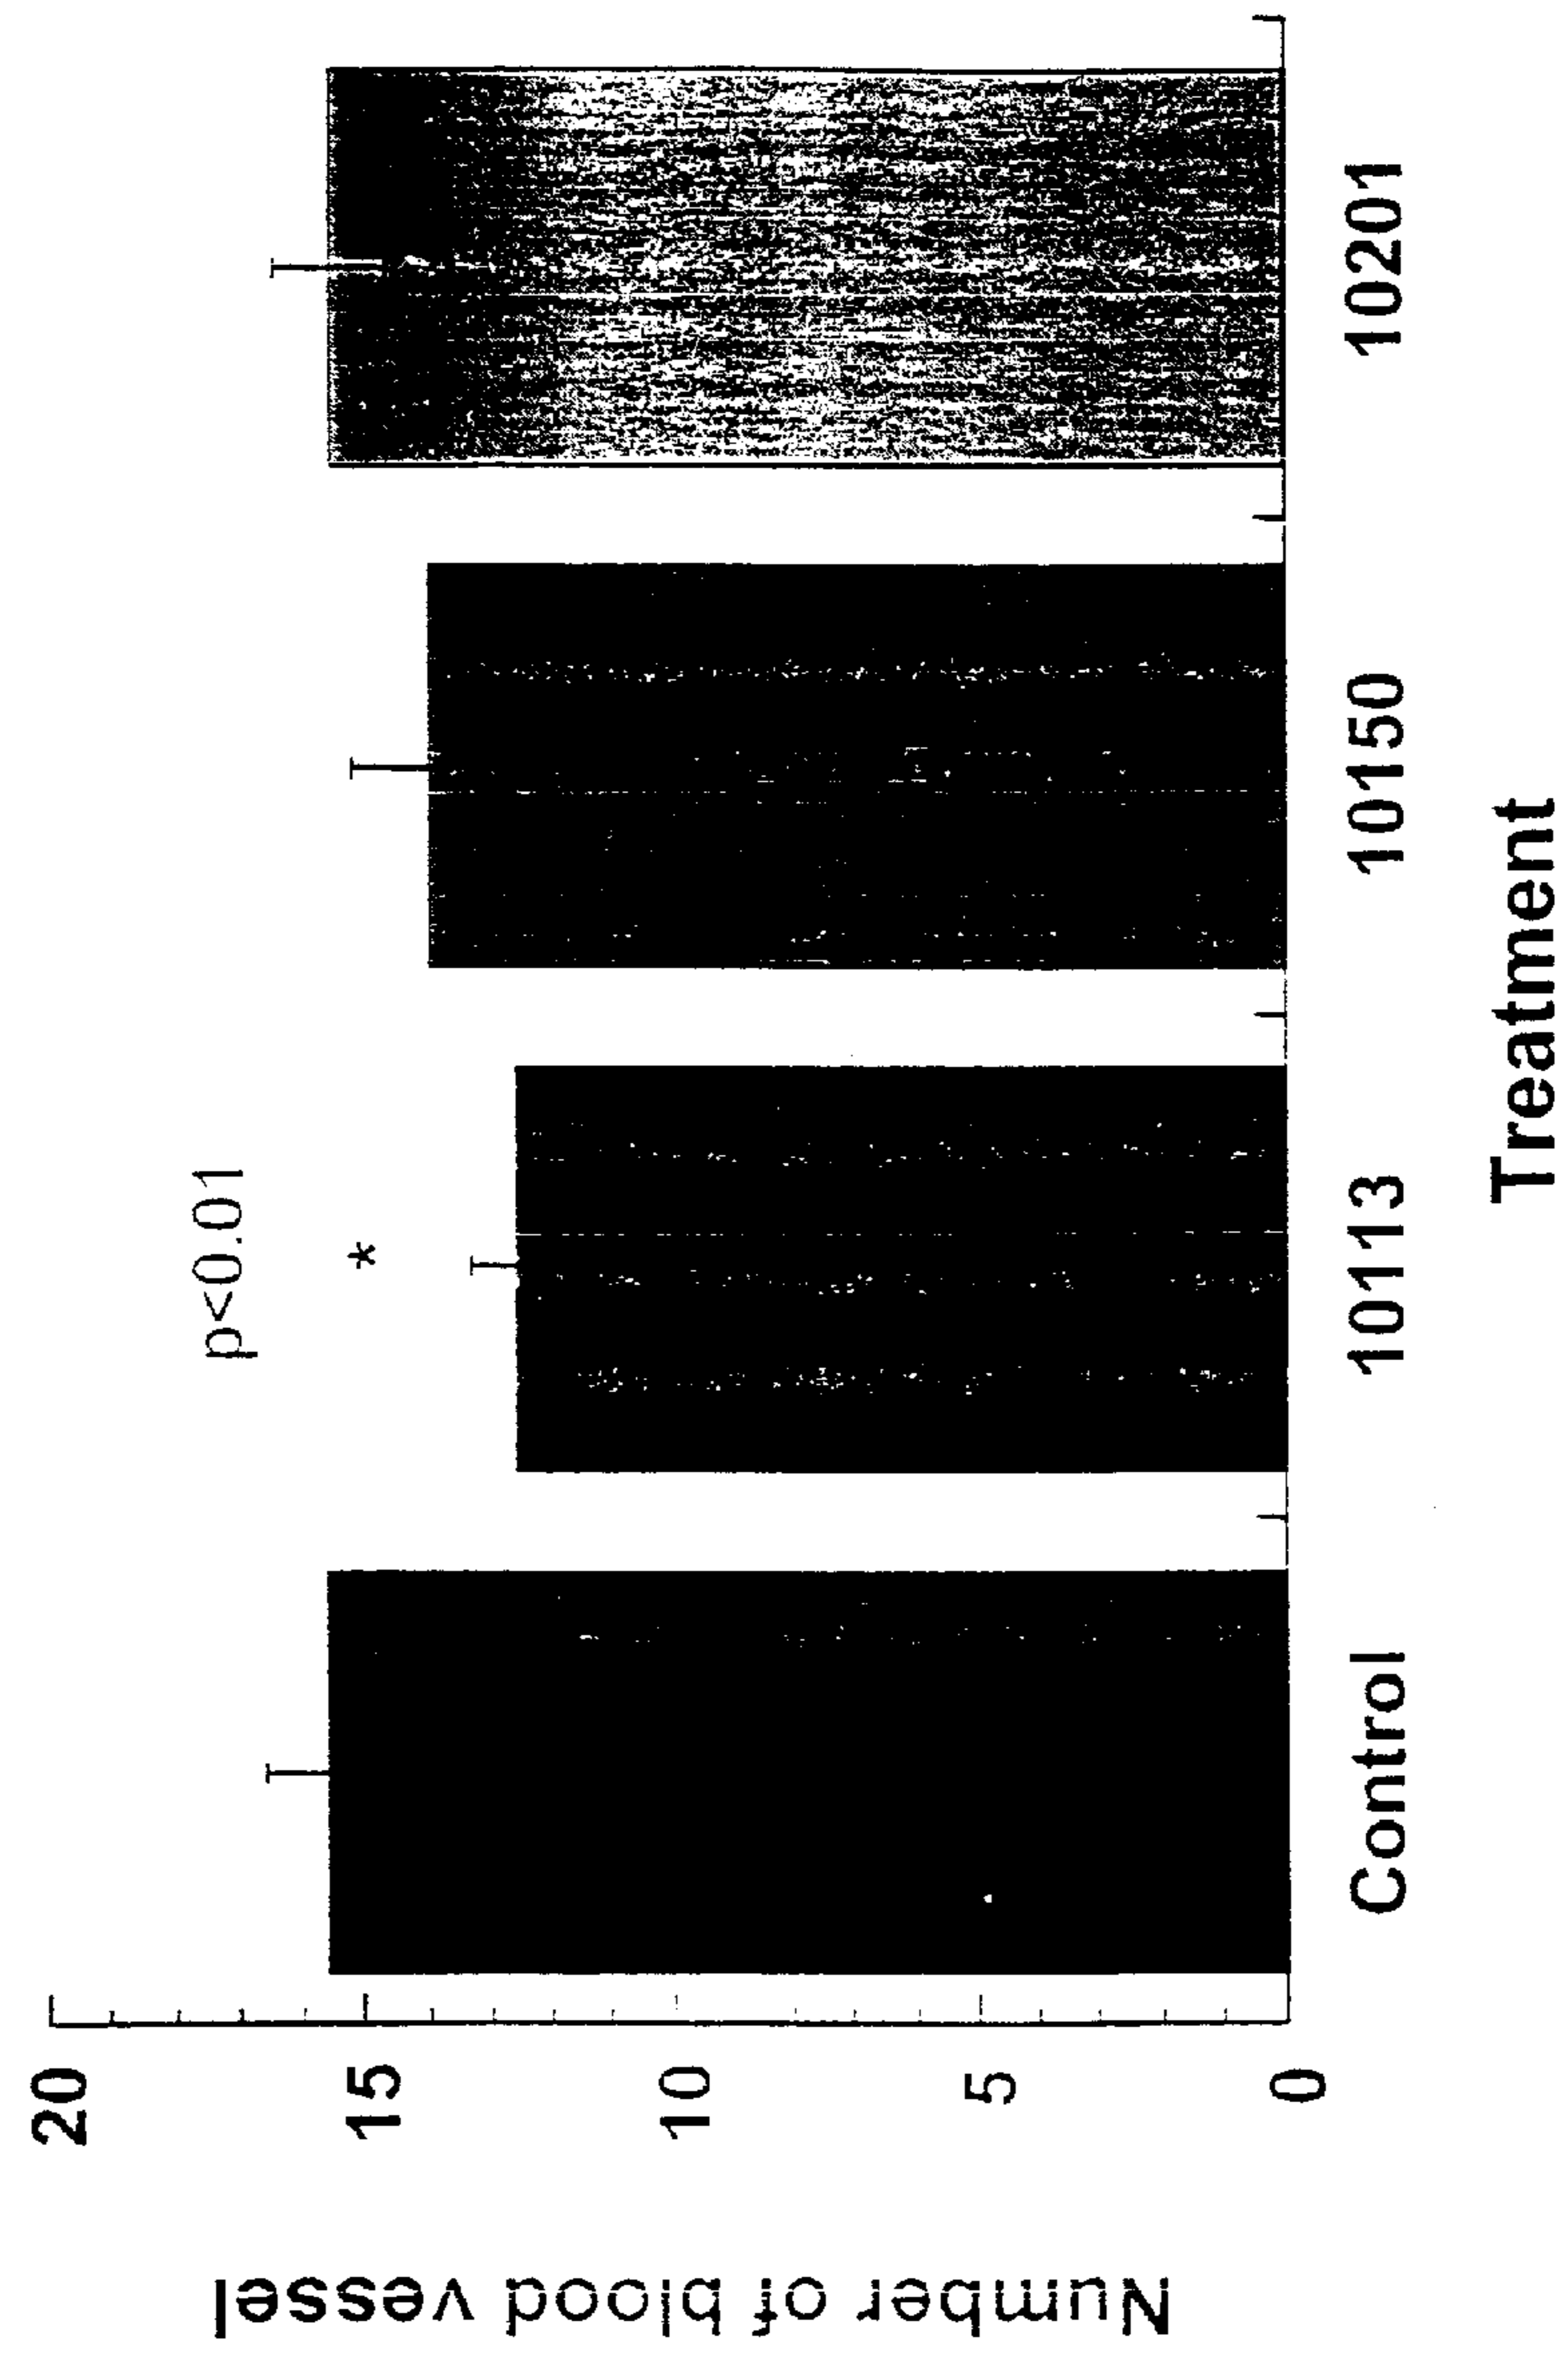 Number of blood vessel
20
15
10
5
0
p<0.01
*
Control
10113
10150
10201
Treatment